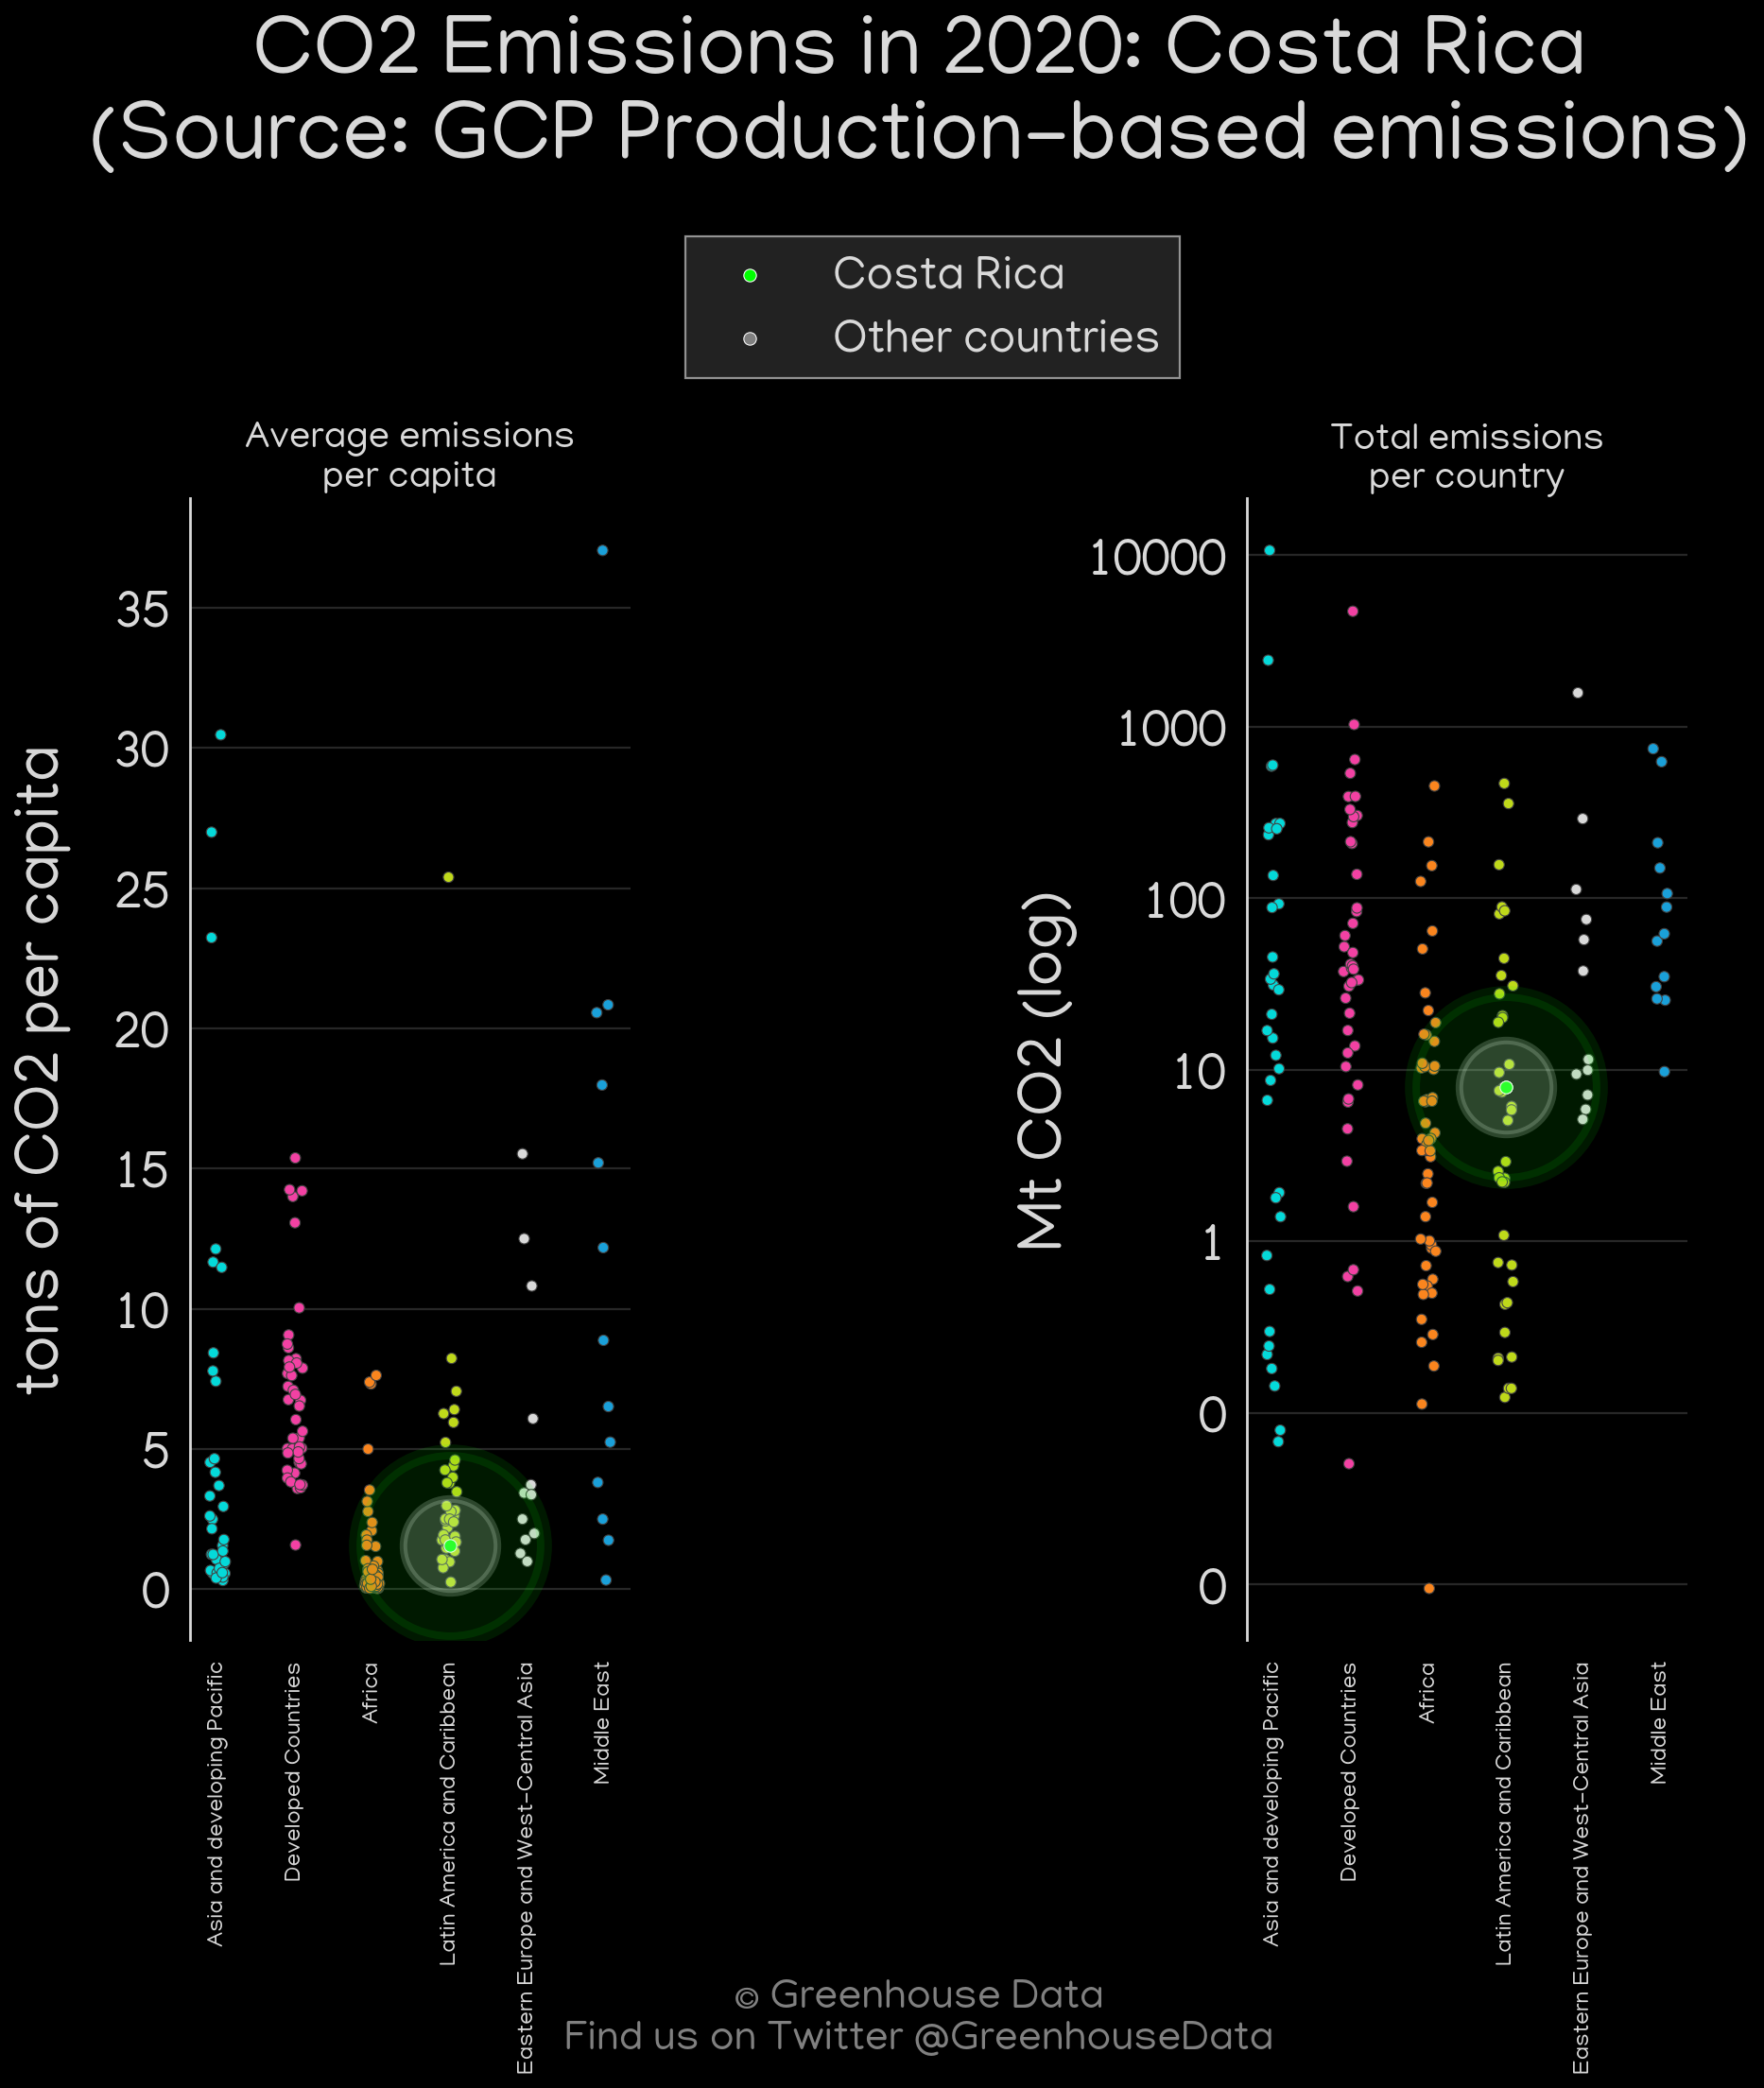 CO2 Emissions in 2020: Costa Rica
(Source: GCP Production-based emissions)
Costa Rica
Other countries
Average emissions
per capita
tons of CO2 per capita
35
30
25
20
15
10
5
0
Asia and developing Pacific
Developed Countries
Africa
Latin America and Caribbean
Eastern Europe and West-Central Asia
Middle East
Total emissions
per country
Mt CO2 (log)
10000
1000
100
10
1
0
0
Asia and developing Pacific
Developed Countries
Africa
Latin America and Caribbean
Eastern Europe and West-Central Asia
Middle East
© Greenhouse Data
Find us on Twitter @GreenhouseData